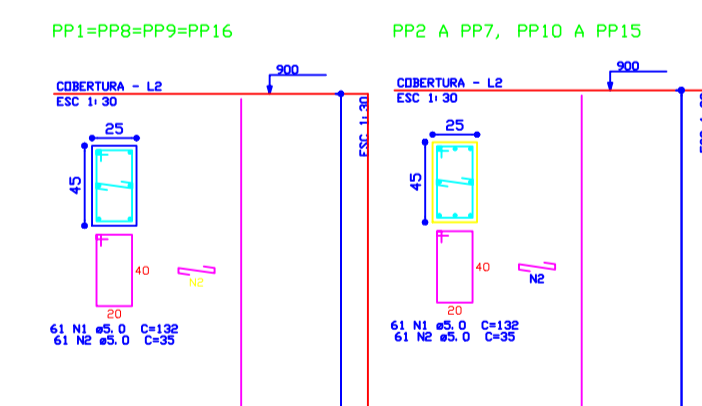 PP1=PP8=PP9=PP16
COBERTURA - L2
ESC 1:30
900
ESC 1:30
25
45
40
N2
20
61 N1 ø5.0 C=132
61 N2 ø5.0 C=35
PP2 A PP7, PP10 A PP15
COBERTURA - L2
ESC 1:30
900
25
45
40
N2
20
61 N1 ø5.0 C=132
61 N2 ø5.0 C=35